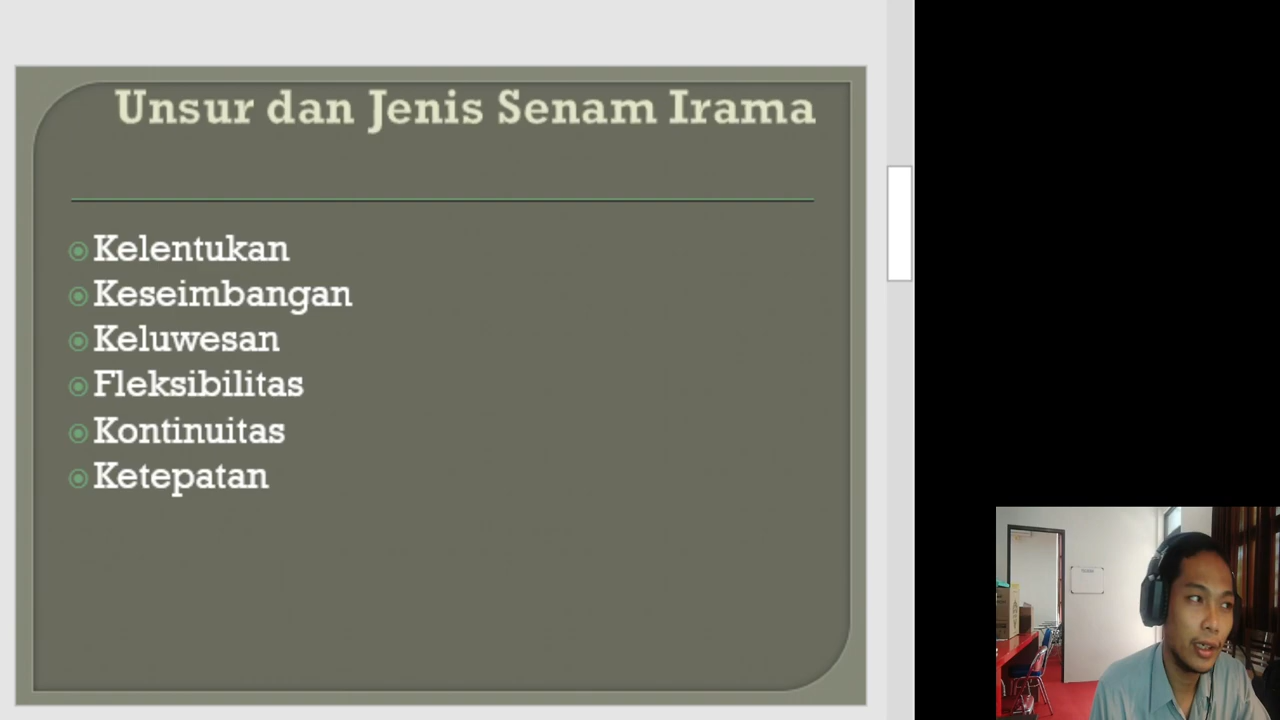 Unsur dan Jenis Senam Irama
Kelentukan
Keseimbangan
Keluwesan
Fleksibilitas
Kontinuitas
Ketepatan